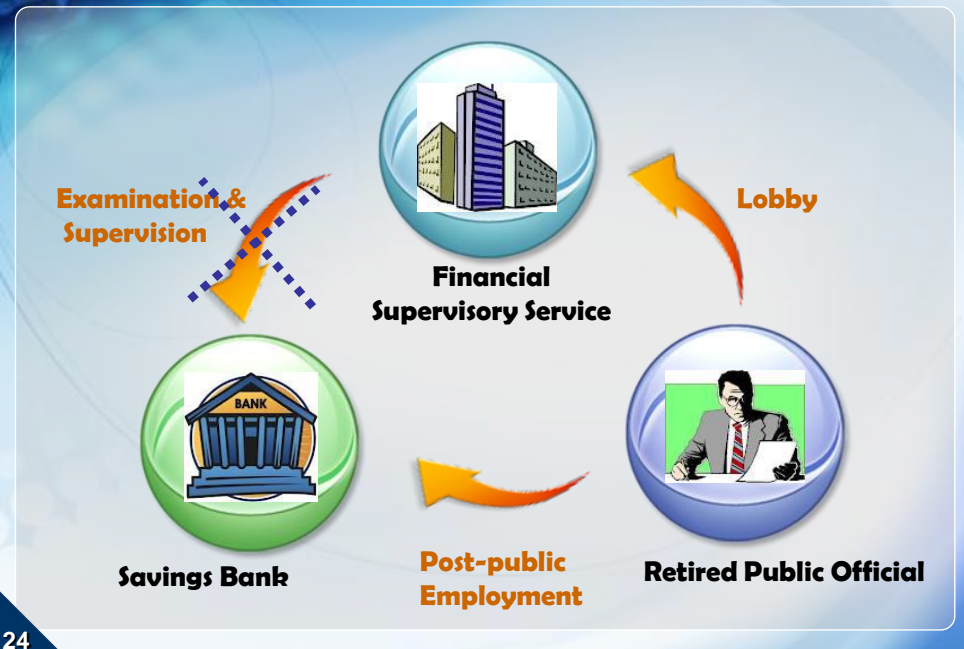 Examination &
Supervision
Lobby
Financial
Supervisory Service
BANK
Savings Bank
Post-public
Employment
Retired Public Official
24